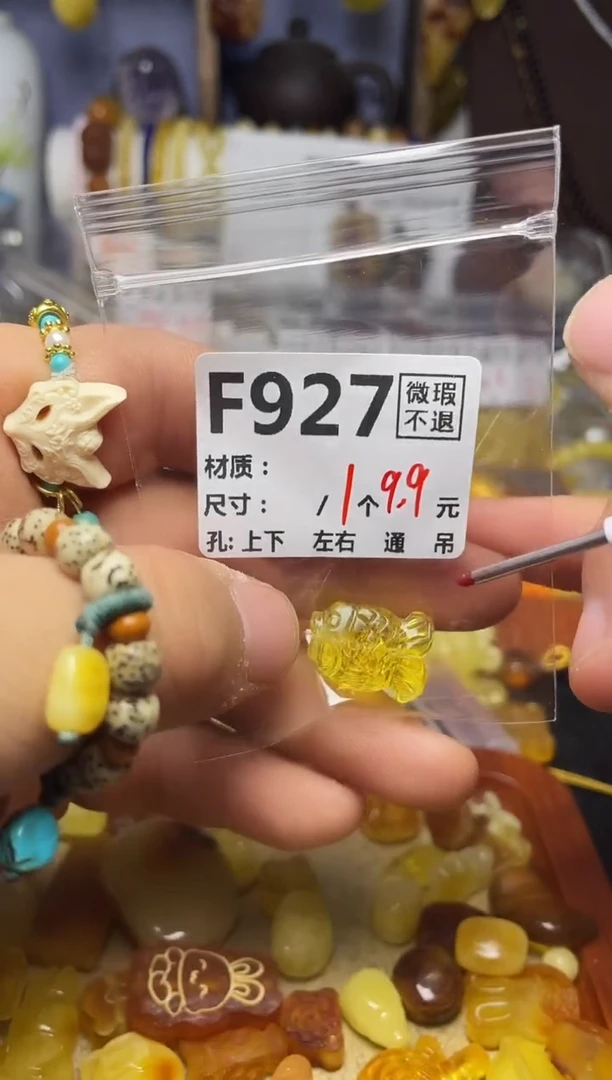 F927 微瑕
不退
材质：
尺寸： / 1个 9.9 元
孔: 上下 左右 通 吊